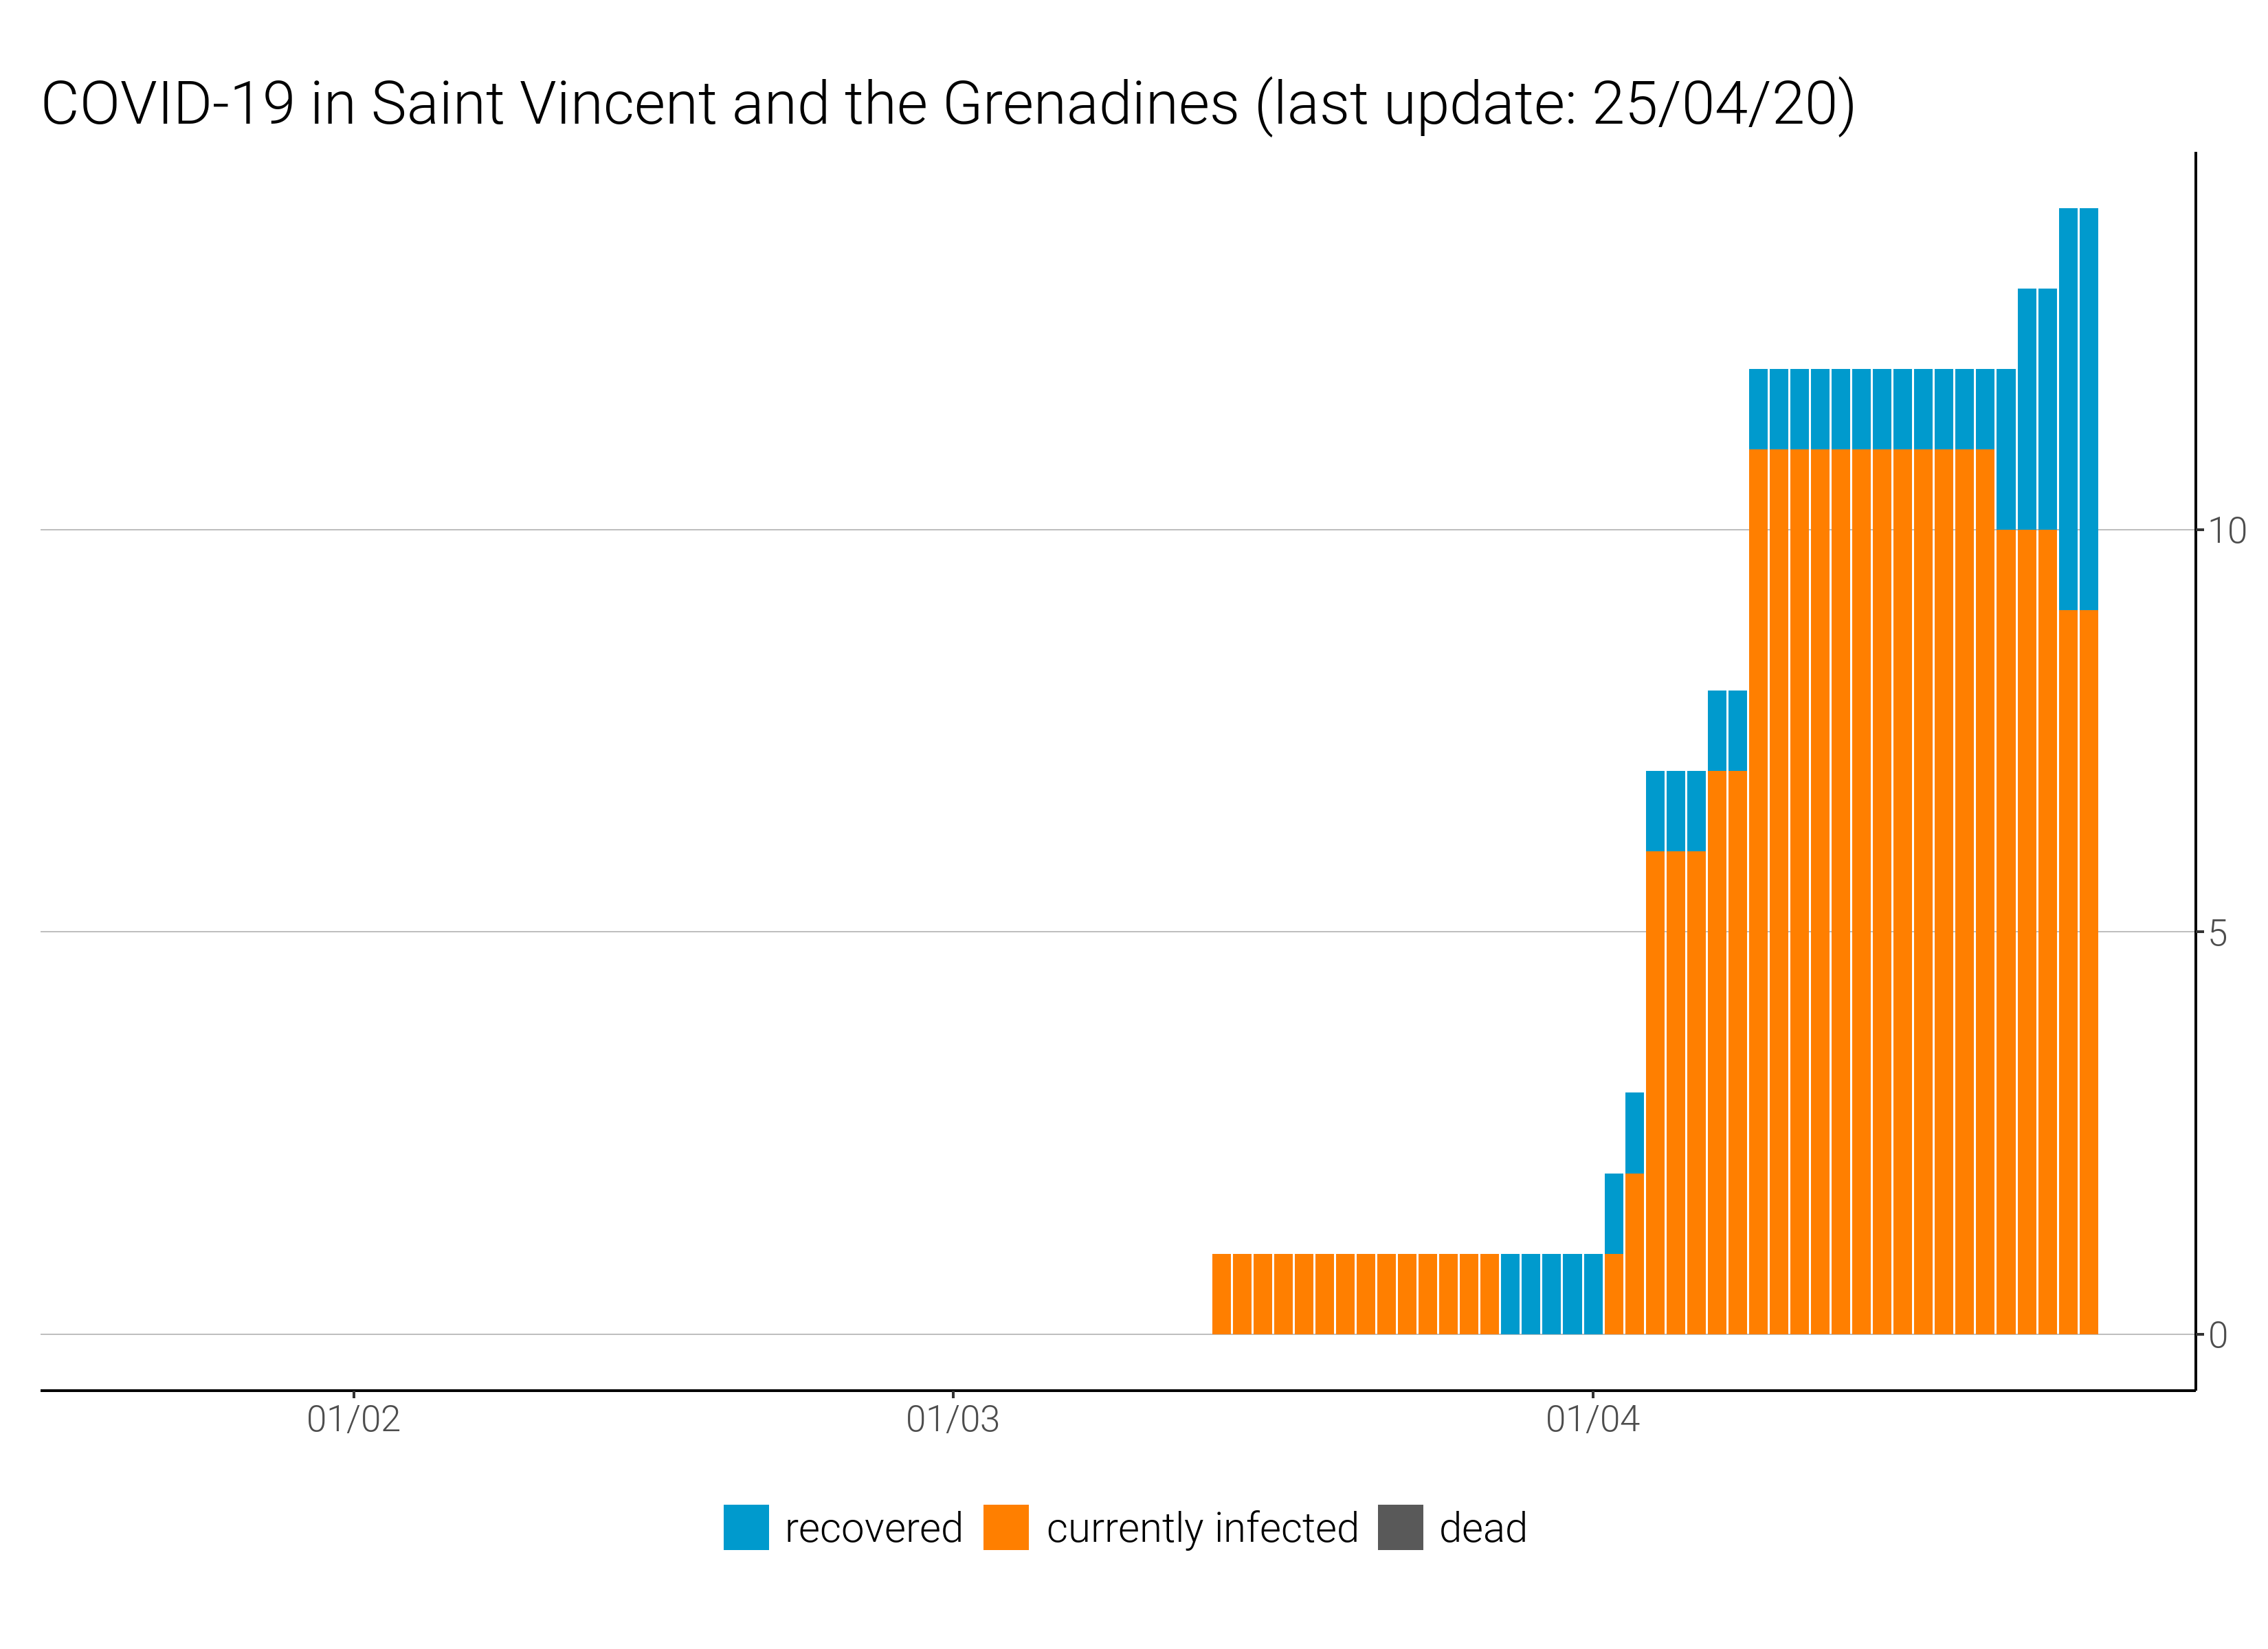 COVID-19 in Saint Vincent and the Grenadines (last update: 25/04/20)
10
5
0
01/02 01/03 01/04
recovered currently infected dead